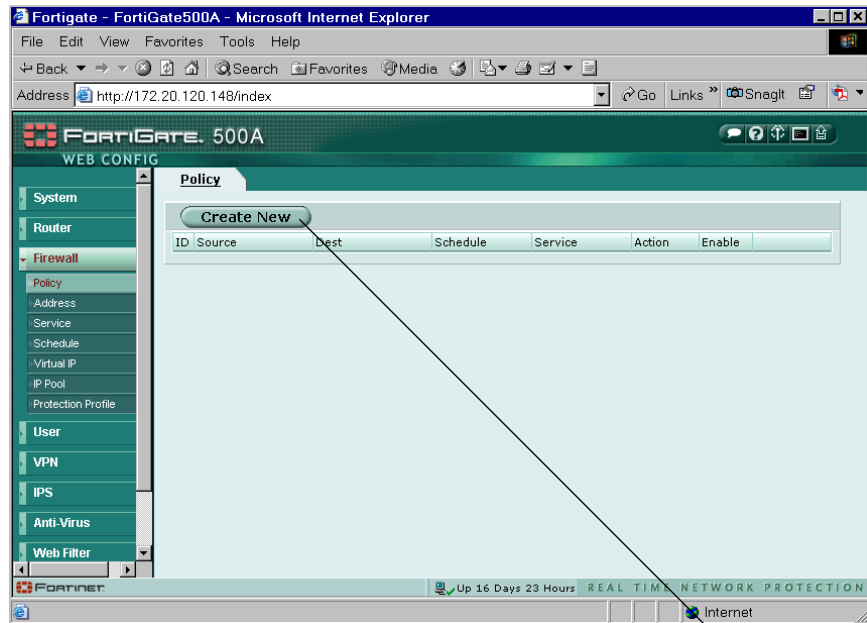 Fortigate - FortiGate500A - Microsoft Internet Explorer
File Edit View Favorites Tools Help
Back Search Favorites Media
Address http://172.20.120.148/index Go Links » SnagIt
FORTIGATE. 500A
WEB CONFIG
Policy
System
Router
Firewall
Policy
Address
Service
Schedule
Virtual IP
IP Pool
Protection Profile
User
VPN
IPS
Anti-Virus
Web Filter
Create New
ID Source Dest Schedule Service Action Enable
FORTINET. Up 16 Days 23 Hours REAL TIME NETWORK PROTECTION
Internet